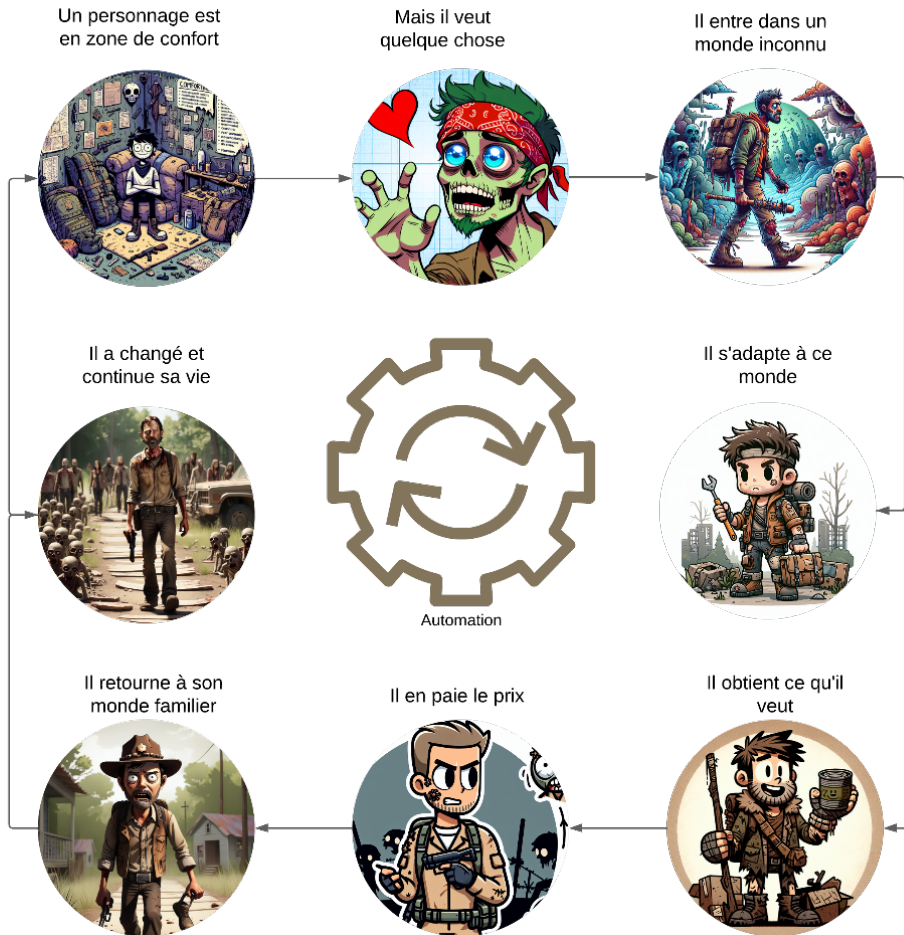 Un personnage est
en zone de confort
Mais il veut
quelque chose
Il entre dans un
monde inconnu
Il a changé et
continue sa vie
Il s'adapte à ce
monde
Automation
Il retourne à son
monde familier
Il en paie le prix
Il obtient ce qu'il
veut